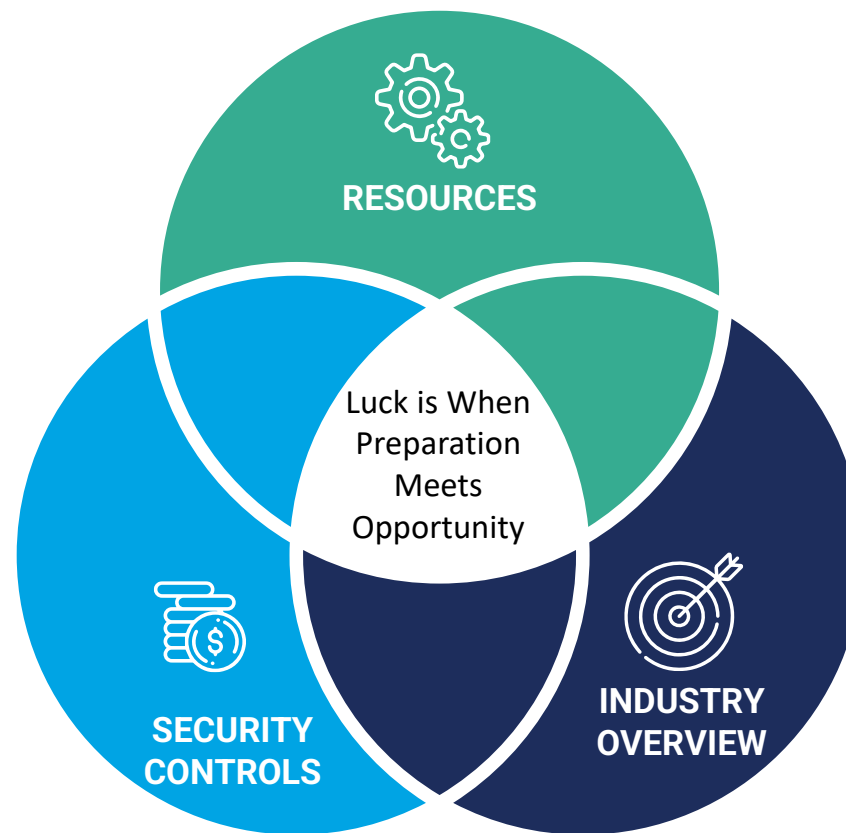 RESOURCES
Luck is When
Preparation
Meets
Opportunity
$
SECURITY
CONTROLS
INDUSTRY
OVERVIEW